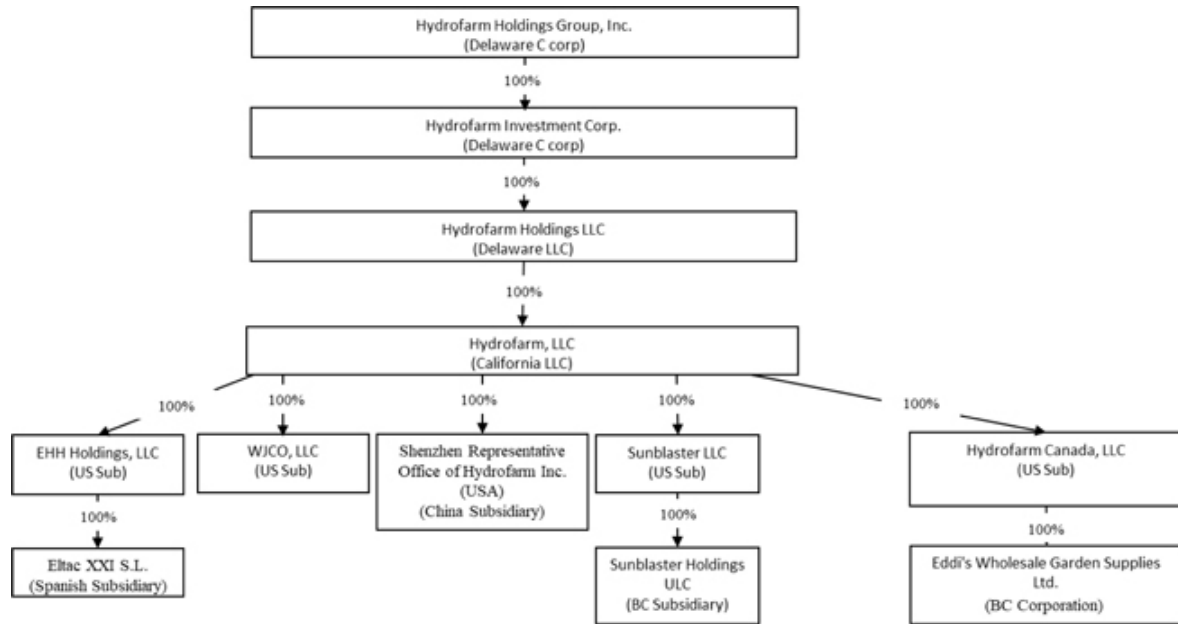 Hydrofarm Holdings Group, Inc.
(Delaware C corp)
100%
Hydrofarm Investment Corp.
(Delaware C corp)
100%
Hydrofarm Holdings LLC
(Delaware LLC)
100%
Hydrofarm, LLC
(California LLC)
100%
100%
100%
100%
100%
EHH Holdings, LLC
(US Sub)
WJCO, LLC
(US Sub)
Shenzhen Representative
Office of Hydrofarm Inc.
(USA)
(China Subsidiary)
Sunblaster LLC
(US Sub)
Hydrofarm Canada, LLC
(US Sub)
100%
100%
100%
Eltac XXI S.L.
(Spanish Subsidiary)
Sunblaster Holdings
ULC
(BC Subsidiary)
Eddi's Wholesale Garden Supplies
Ltd.
(BC Corporation)